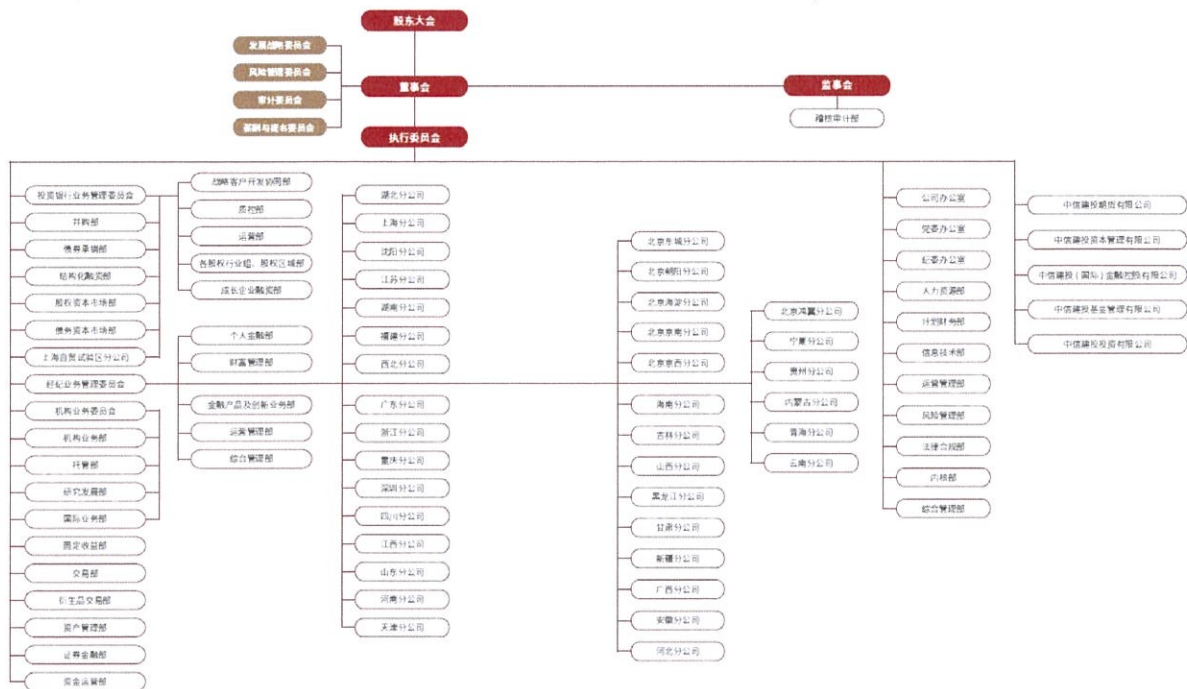 股东大会
发展战略委员会
风险管理委员会
审计委员会
薪酬与提名委员会
董事会
监事会
稽核审计部
执行委员会
投资银行业务管理委员会
并购部
债券承销部
结构化融资部
股权资本市场部
债务资本市场部
上海自贸试验区分公司
经纪业务管理委员会
机构业务委员会
机构业务部
托管部
研究发展部
国际业务部
固定收益部
交易部
衍生品交易部
资产管理部
证券金融部
资金运营部
战略客户开发协同部
质控部
运营部
各股权行业组、股权区域部
成长企业融资部
个人金融部
财富管理部
金融产品及创新业务部
运营管理部
综合管理部
湖北分公司
上海分公司
沈阳分公司
江苏分公司
湖南分公司
福建分公司
西北分公司
广东分公司
浙江分公司
重庆分公司
深圳分公司
四川分公司
江西分公司
山东分公司
河南分公司
天津分公司
北京东城分公司
北京朝阳分公司
北京海淀分公司
北京京南分公司
北京京西分公司
海南分公司
吉林分公司
山西分公司
黑龙江分公司
甘肃分公司
新疆分公司
广西分公司
安徽分公司
河北分公司
北京鸿翼分公司
宁夏分公司
贵州分公司
内蒙古分公司
青海分公司
云南分公司
公司办公室
党委办公室
纪委办公室
人力资源部
计划财务部
信息技术部
运营管理部
风险管理部
法律合规部
内核部
综合管理部
中信建投期货有限公司
中信建投资本管理有限公司
中信建投（国际）金融控股有限公司
中信建投基金管理有限公司
中信建投投资有限公司